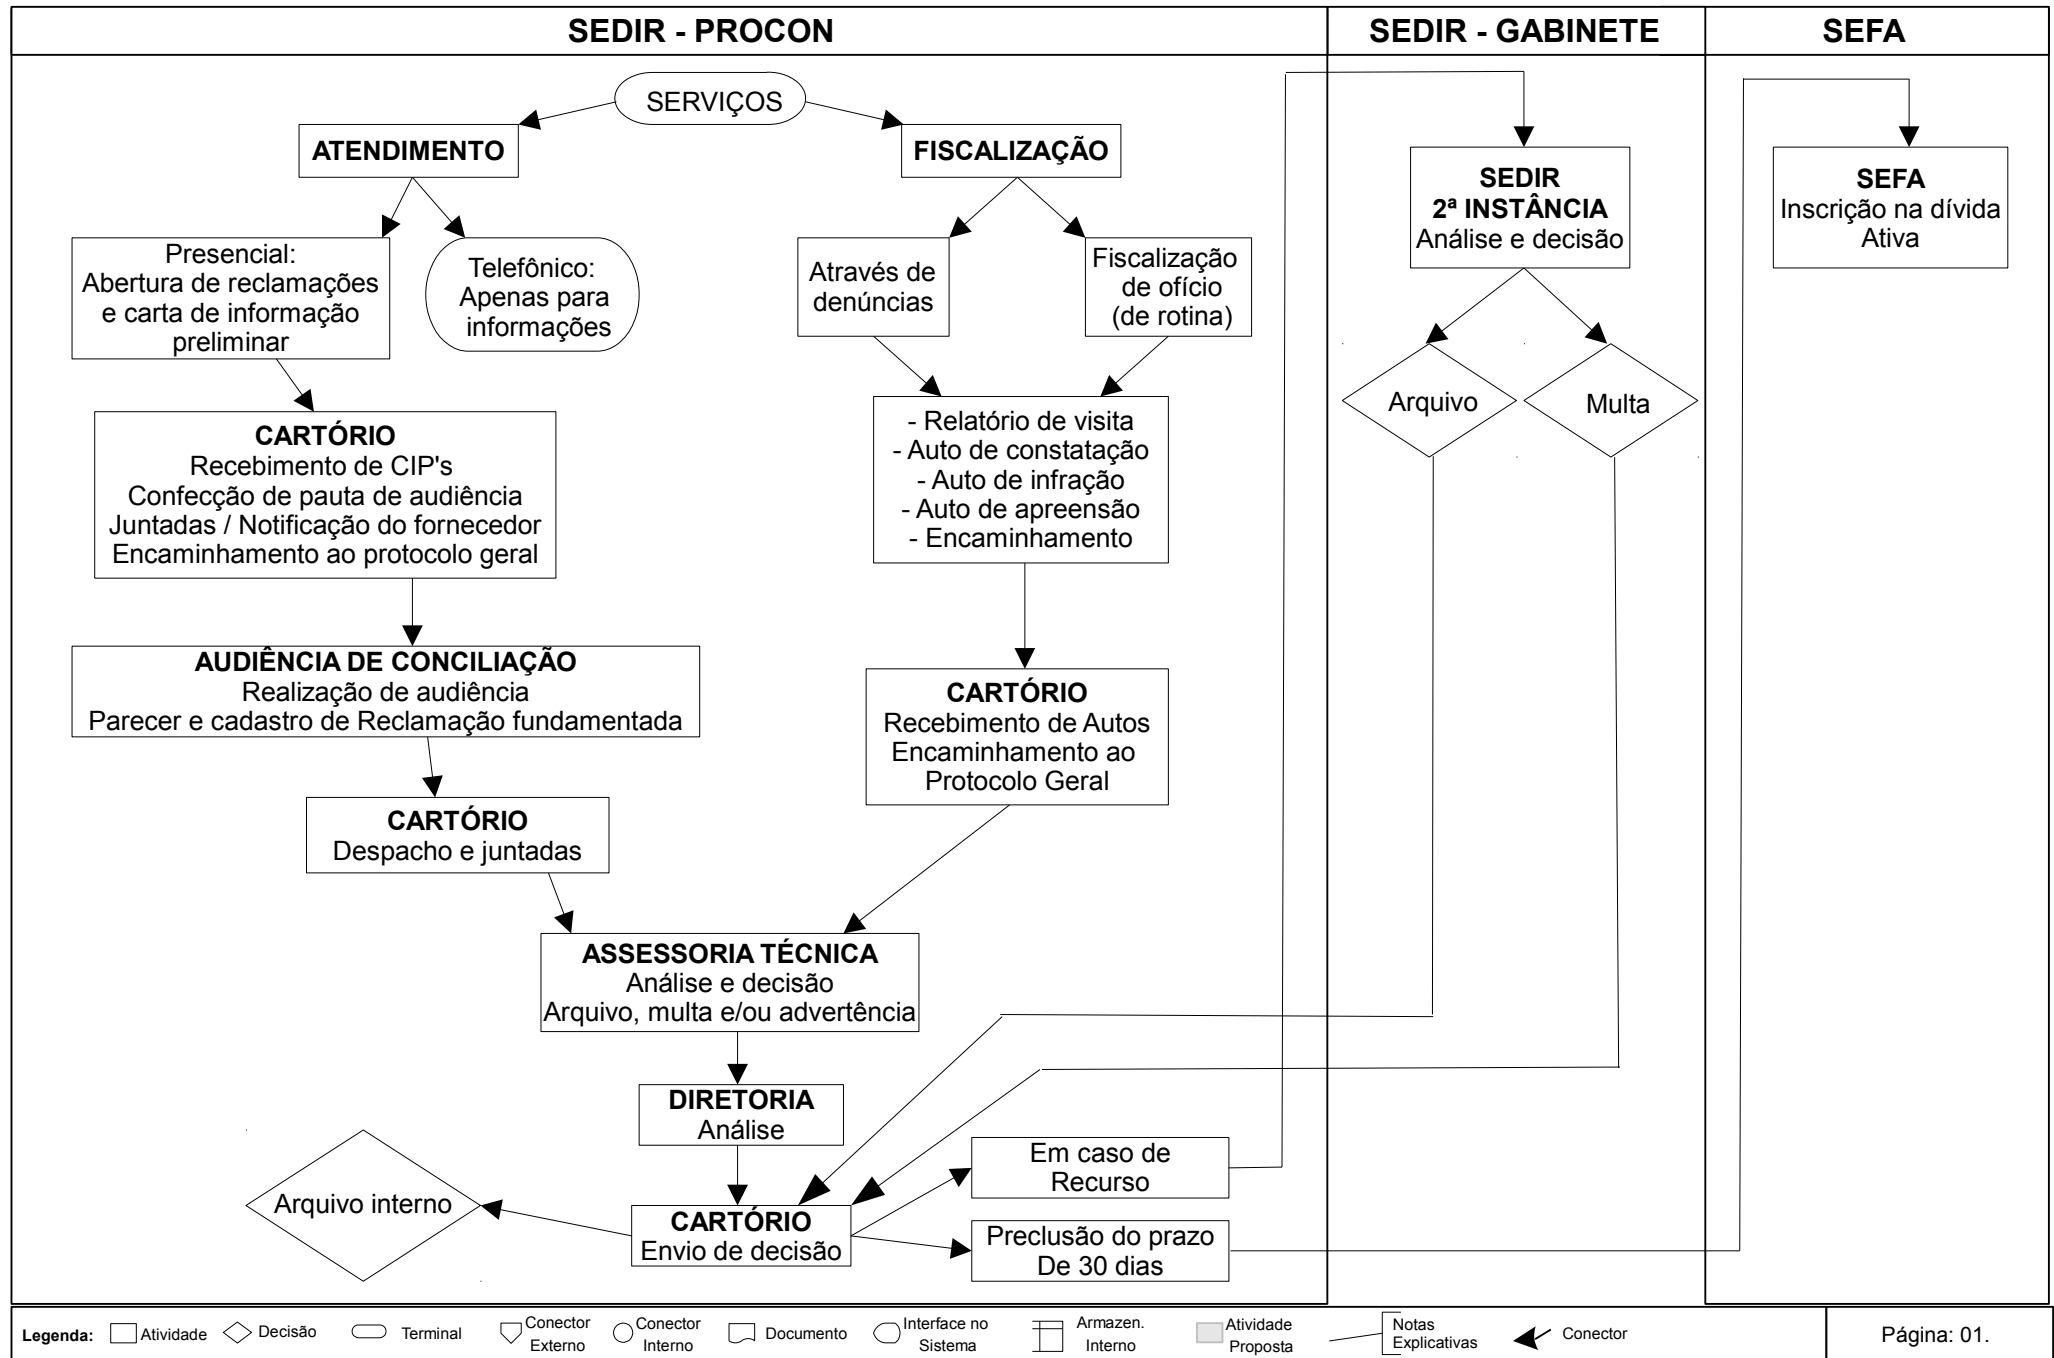 SEDIR - PROCON
SEDIR - GABINETE
SEFA
SERVIÇOS
ATENDIMENTO
FISCALIZAÇÃO
Presencial:
Abertura de reclamações
e carta de informação
preliminar
Telefônico:
Apenas para
informações
Através de
denúncias
Fiscalização
de ofício
(de rotina)
CARTÓRIO
Recebimento de CIP's
Confecção de pauta de audiência
Juntadas / Notificação do fornecedor
Encaminhamento ao protocolo geral
- Relatório de visita
- Auto de constatação
- Auto de infração
- Auto de apreensão
- Encaminhamento
AUDIÊNCIA DE CONCILIAÇÃO
Realização de audiência
Parecer e cadastro de Reclamação fundamentada
CARTÓRIO
Recebimento de Autos
Encaminhamento ao
Protocolo Geral
CARTÓRIO
Despacho e juntadas
ASSESSORIA TÉCNICA
Análise e decisão
Arquivo, multa e/ou advertência
DIRETORIA
Análise
CARTÓRIO
Envio de decisão
Arquivo interno
Em caso de
Recurso
Preclusão do prazo
De 30 dias
SEDIR
2ª INSTÂNCIA
Análise e decisão
Arquivo
Multa
SEFA
Inscrição na dívida
Ativa
Legenda:
Atividade
Decisão
Terminal
Conector
Externo
Conector
Interno
Documento
Interface no
Sistema
Armazen.
Interno
Atividade
Proposta
Notas
Explicativas
Conector
Página: 01.